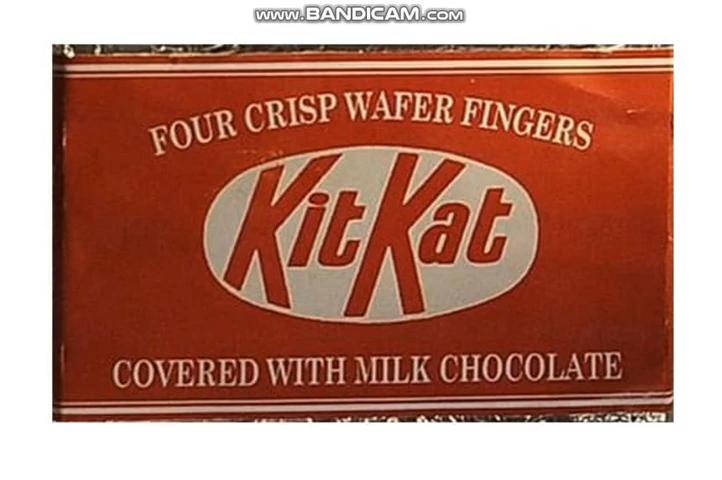 www.BANDICAM.com
FOUR CRISP WAFER FINGERS
KitKat
COVERED WITH MILK CHOCOLATE